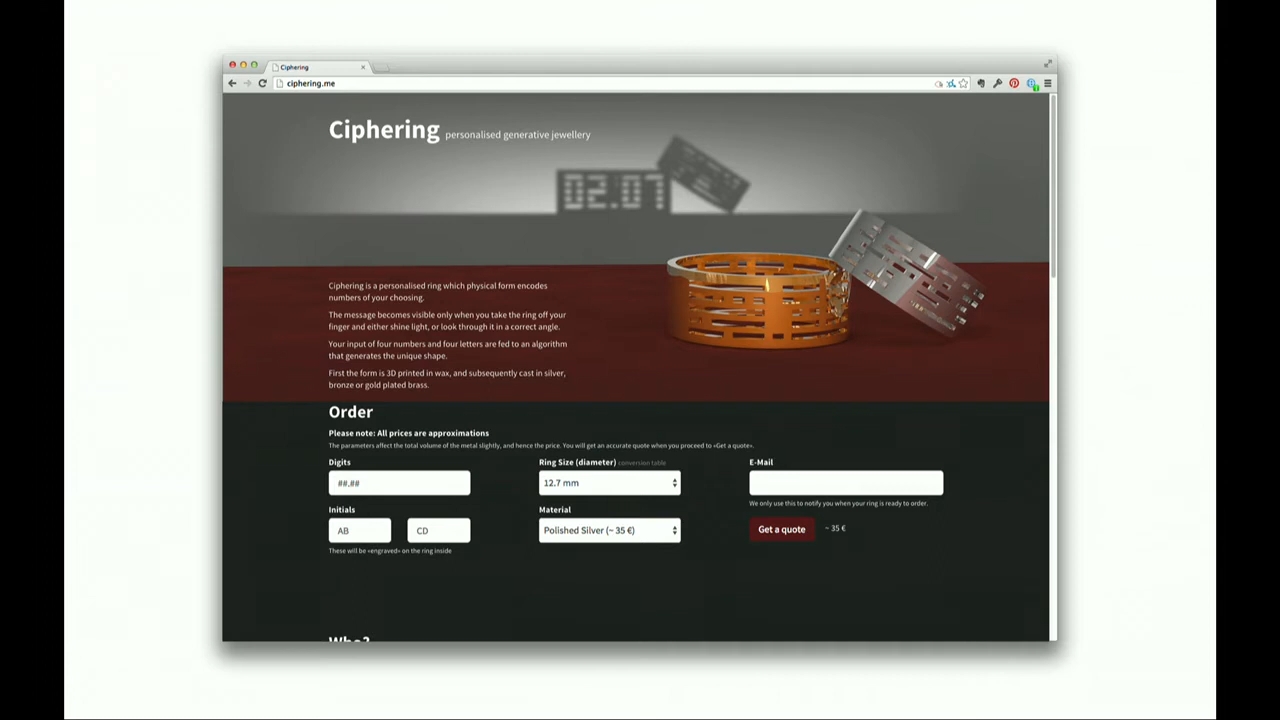 Ciphering
ciphering.me
Ciphering personalised generative jewellery
02.07
Ciphering is a personalised ring which physical form encodes
numbers of your choosing.
The message becomes visible only when you take the ring off your
finger and either shine light, or look through it in a correct angle.
Your input of four numbers and four letters are fed to an algorithm
that generates the unique shape.
First the form is 3D printed in wax, and subsequently cast in silver,
bronze or gold plated brass.
Order
Please note: All prices are approximations
The parameters affect the total volume of the metal slightly, and hence the price. You will get an accurate quote when you proceed to «Get a quote».
Digits
##.##
Ring Size (diameter) conversion table
12.7 mm
E-Mail
We only use this to notify you when your ring is ready to order.
Initials
AB CD
These will be «engraved» on the ring inside
Material
Polished Silver (~ 35 €)
Get a quote ~ 35 €
Who?